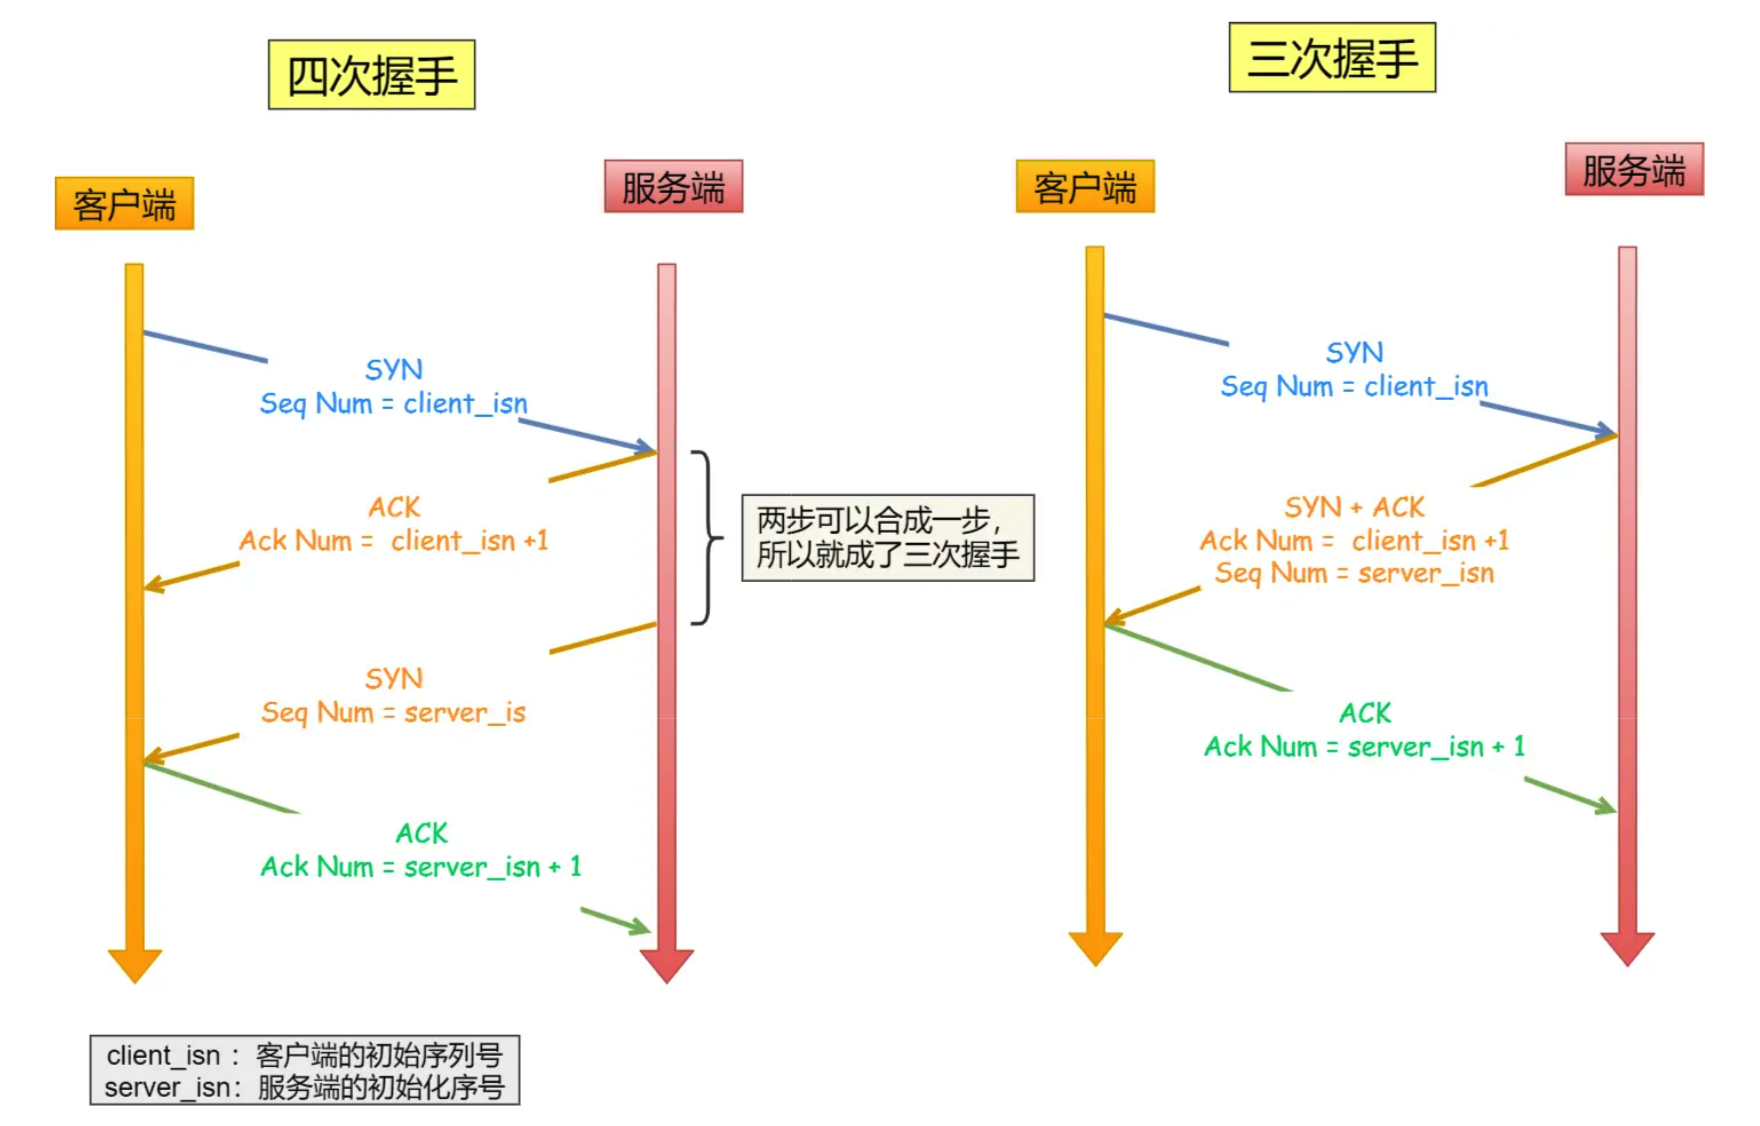 四次握手
客户端
服务端
SYN
Seq Num = client_isn
ACK
Ack Num = client_isn +1
SYN
Seq Num = server_is
ACK
Ack Num = server_isn + 1
两步可以合成一步，
所以就成了三次握手
三次握手
客户端
服务端
SYN
Seq Num = client_isn
SYN + ACK
Ack Num = client_isn +1
Seq Num = server_isn
ACK
Ack Num = server_isn + 1
client_isn ：客户端的初始序列号
server_isn：服务端的初始化序号